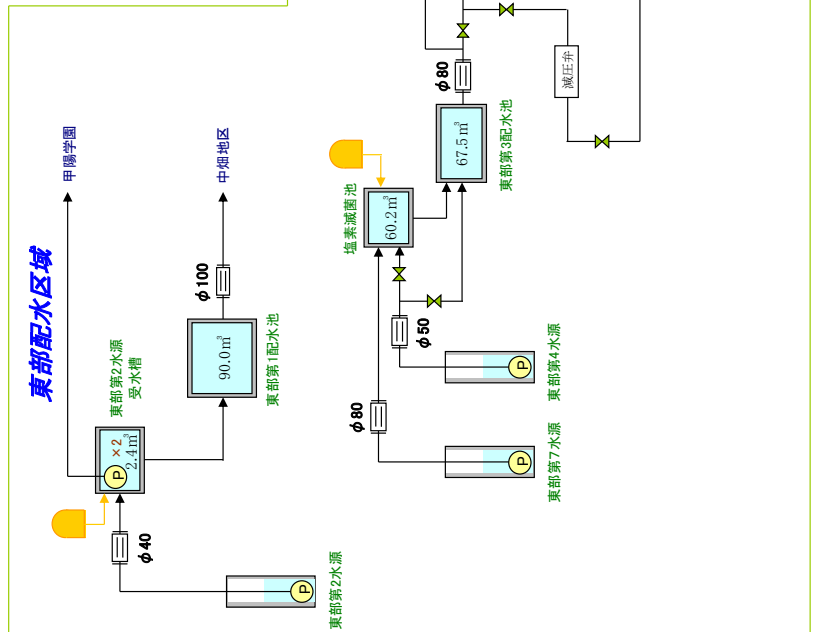 東部配水区域
甲陽学園
中畑地区
φ100
東部第2水源
受水槽
90.0㎥
東部第1配水池
P
×2
2.4㎥
φ40
P
東部第2水源
φ80
減圧弁
67.5㎥
東部第3配水池
塩素滅菌池
60.2㎥
φ50
φ80
P
東部第4水源
P
東部第7水源